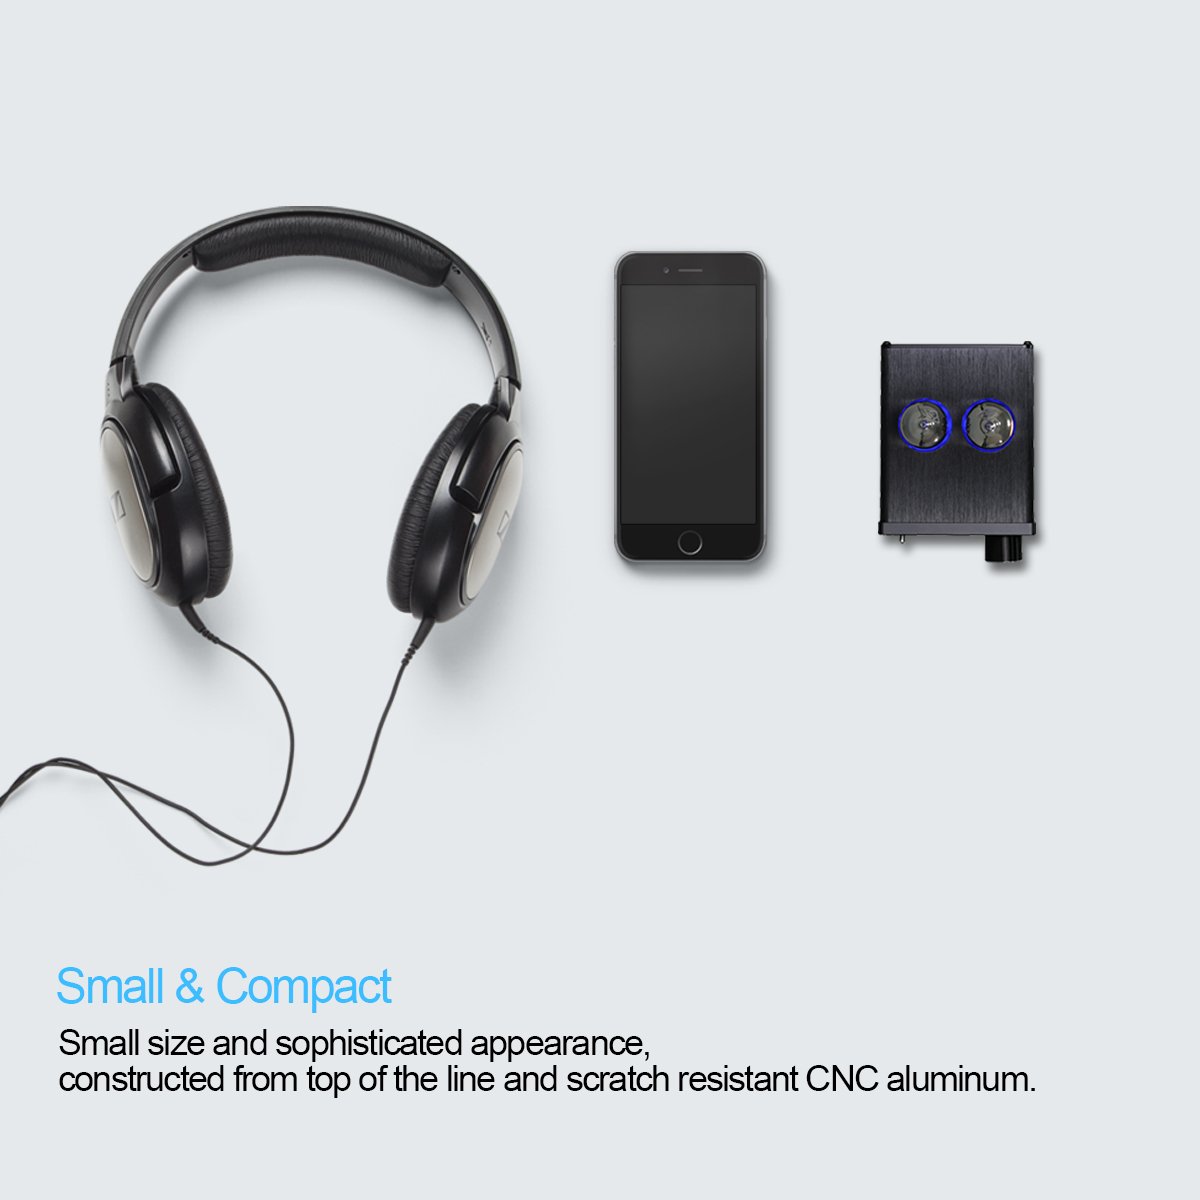 Small & Compact
Small size and sophisticated appearance,
constructed from top of the line and scratch resistant CNC aluminum.